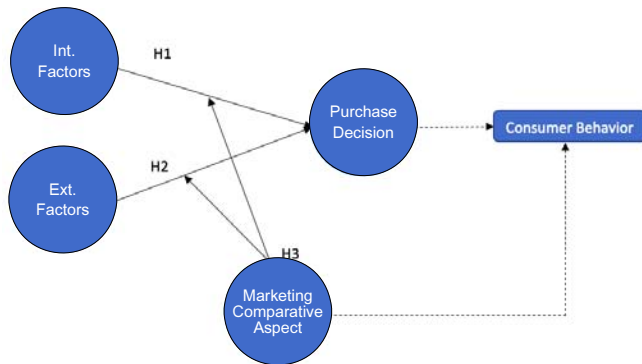 Int.
Factors
H1
Purchase
Decision
Consumer Behavior
H2
Ext.
Factors
H3
Marketing
Comparative
Aspect